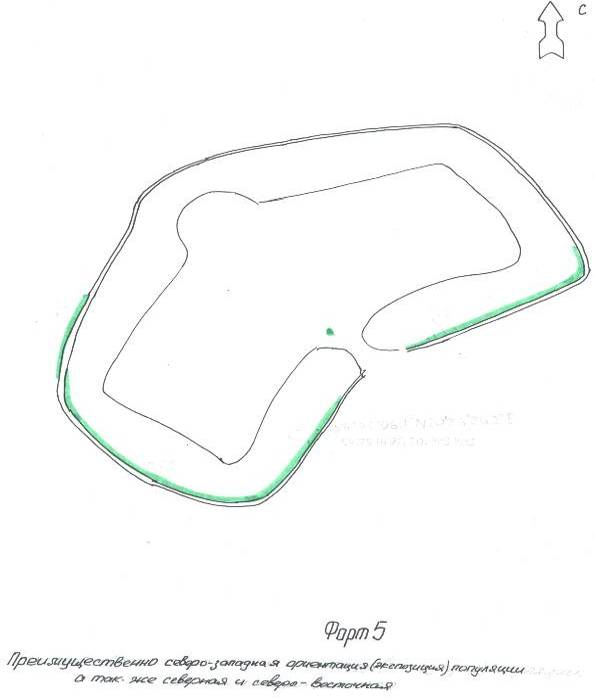 С
Форт 5
Преимущественно северо-западная ориентация (экспозиция) популяции
а так-же северная и северо-восточная